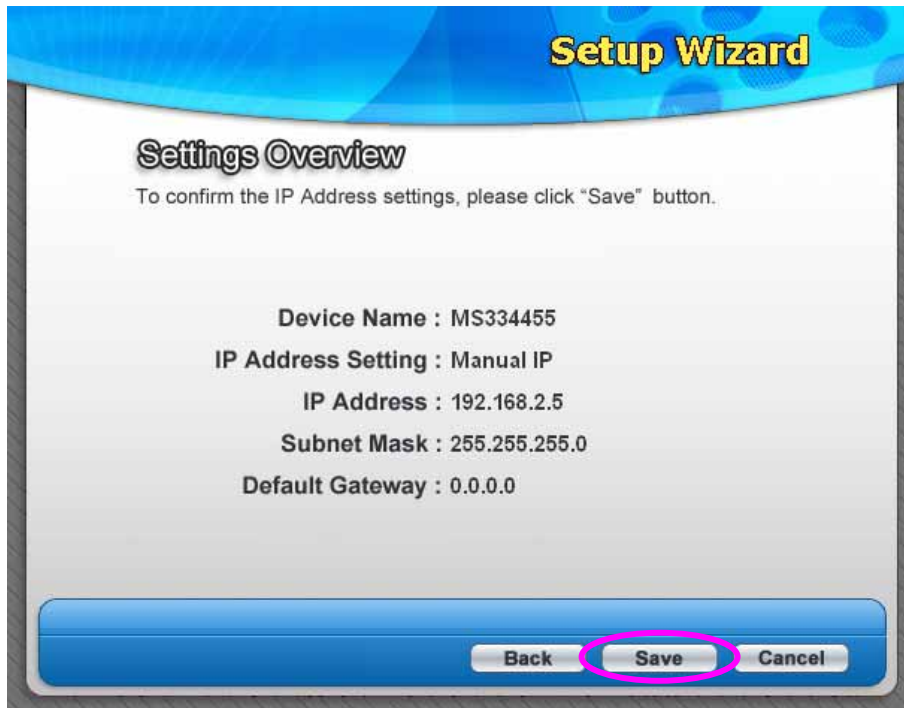 Setup Wizard
Settings Overview
To confirm the IP Address settings, please click “Save” button.
Device Name : MS334455
IP Address Setting : Manual IP
IP Address : 192.168.2.5
Subnet Mask : 255.255.255.0
Default Gateway : 0.0.0.0
Back Save Cancel